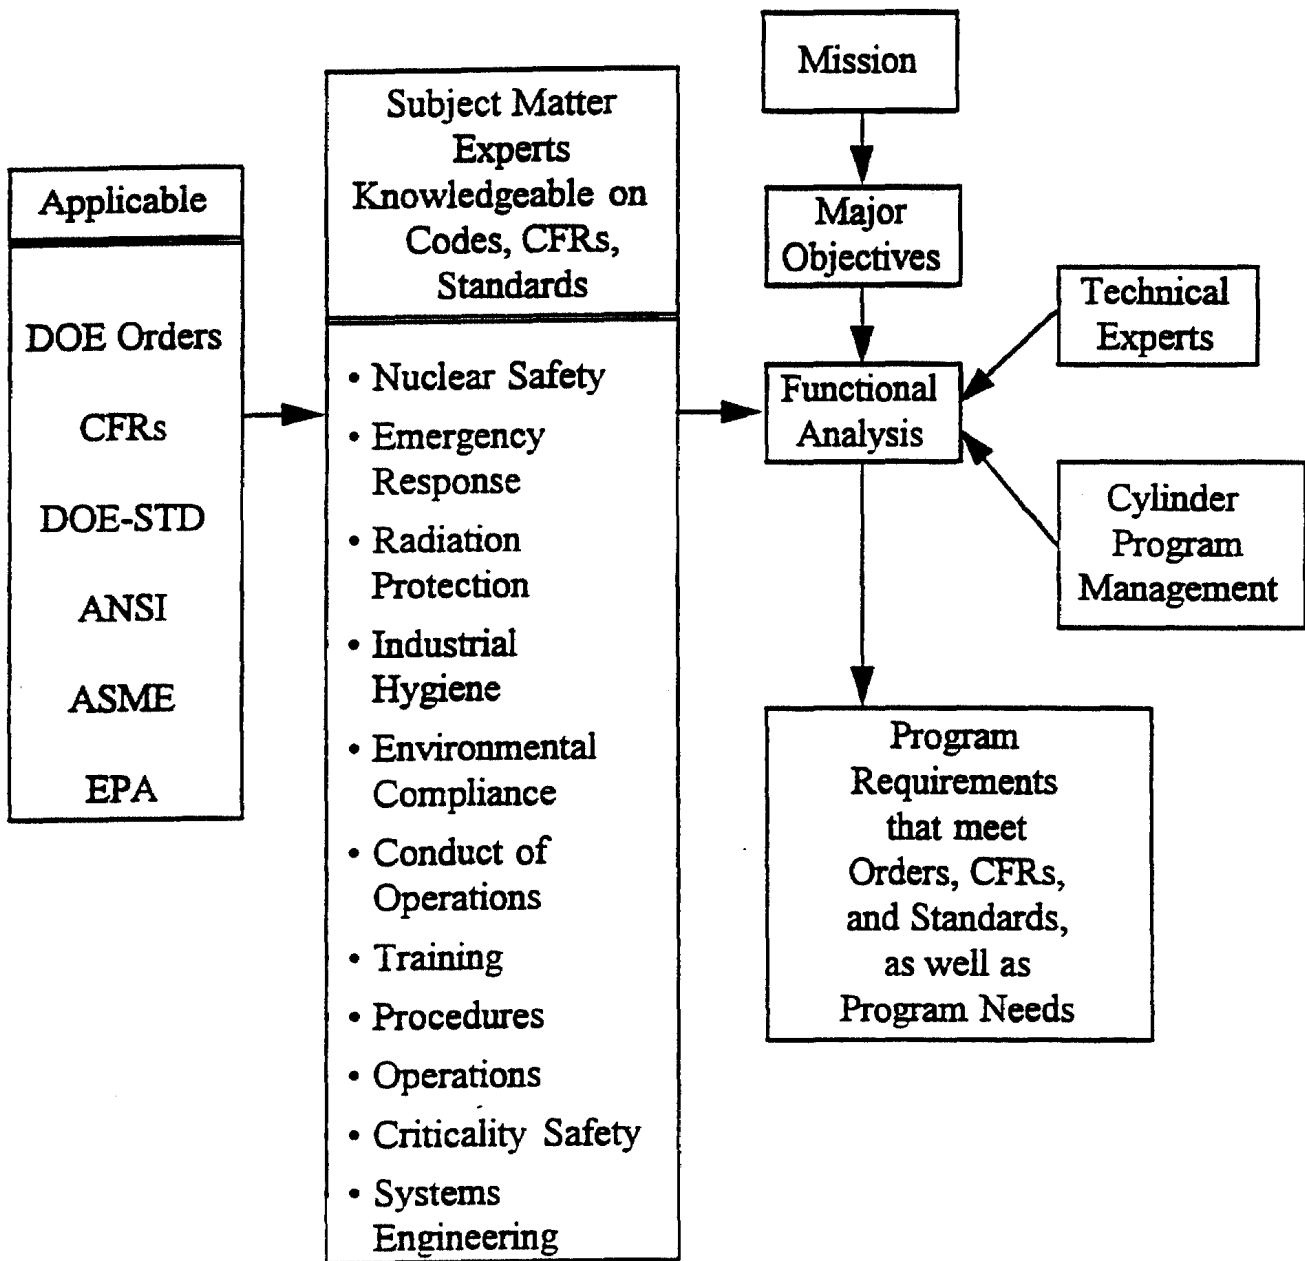 Applicable
DOE Orders
CFRs
DOE-STD
ANSI
ASME
EPA
Subject Matter
Experts
Knowledgeable on
Codes, CFRs,
Standards
• Nuclear Safety
• Emergency
Response
• Radiation
Protection
• Industrial
Hygiene
• Environmental
Compliance
• Conduct of
Operations
• Training
• Procedures
• Operations
• Criticality Safety
• Systems
Engineering
Mission
Major
Objectives
Functional
Analysis
Technical
Experts
Cylinder
Program
Management
Program
Requirements
that meet
Orders, CFRs,
and Standards,
as well as
Program Needs